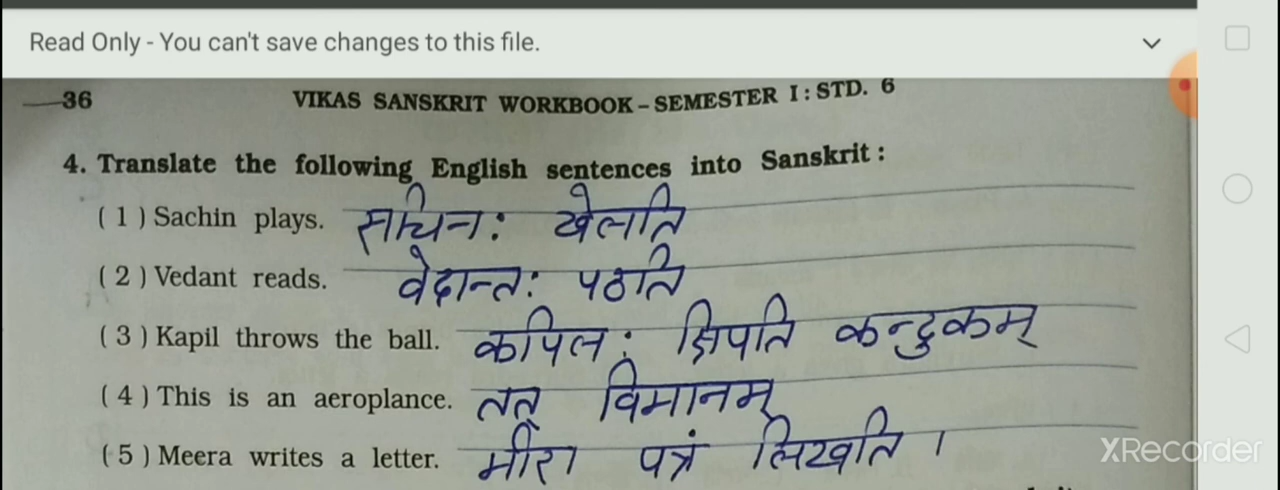 Read Only - You can't save changes to this file.
36 VIKAS SANSKRIT WORKBOOK – SEMESTER I : STD. 6
4. Translate the following English sentences into Sanskrit :
( 1 ) Sachin plays. सचिनः खेलति
( 2 ) Vedant reads. वेदान्तः पठति
( 3 ) Kapil throws the ball. कपिलः क्षिपति कन्दुकम्
( 4 ) This is an aeroplance. तत् विमानम्
( 5 ) Meera writes a letter. मीरा पत्रं लिखति ।
XRecorder